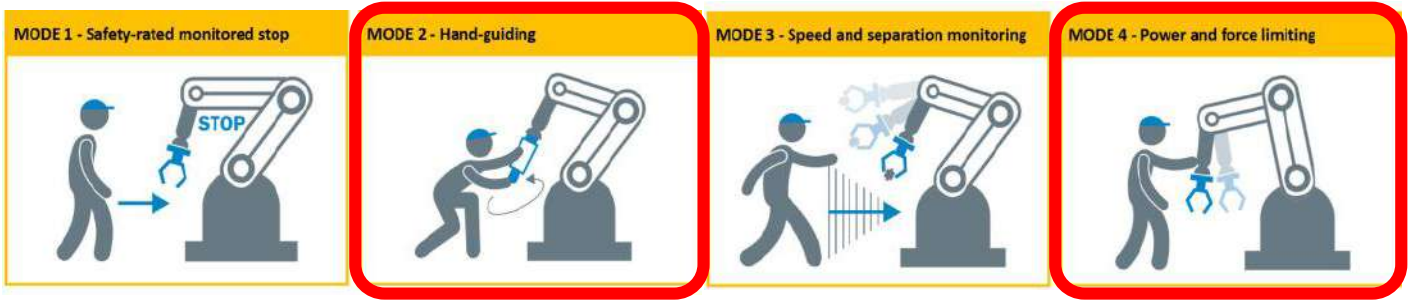 MODE 1 - Safety-rated monitored stop
MODE 2 - Hand-guiding
MODE 3 - Speed and separation monitoring
MODE 4 - Power and force limiting
STOP